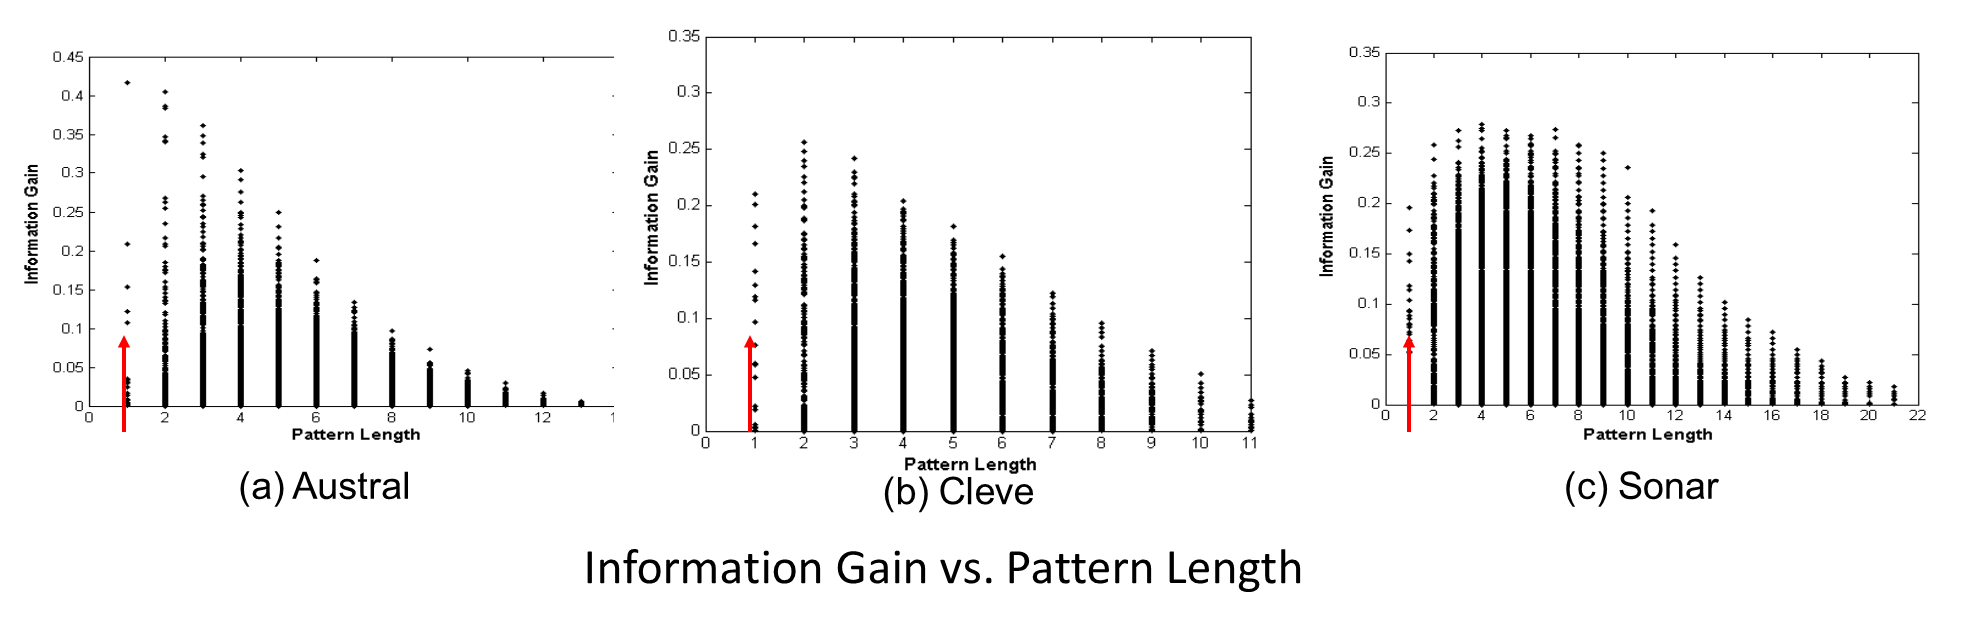 0.45
0.4
0.35
0.3
0.25
0.2
0.15
0.1
0.05
0
Information Gain
0 2 4 6 8 10 12 1
Pattern Length
(a) Austral
0.35
0.3
0.25
0.2
0.15
0.1
0.05
0
Information Gain
0 1 2 3 4 5 6 7 8 9 10 11
Pattern Length
(b) Cleve
0.35
0.3
0.25
0.2
0.15
0.1
0.05
0
Information Gain
0 2 4 6 8 10 12 14 16 18 20 22
Pattern Length
(c) Sonar
Information Gain vs. Pattern Length